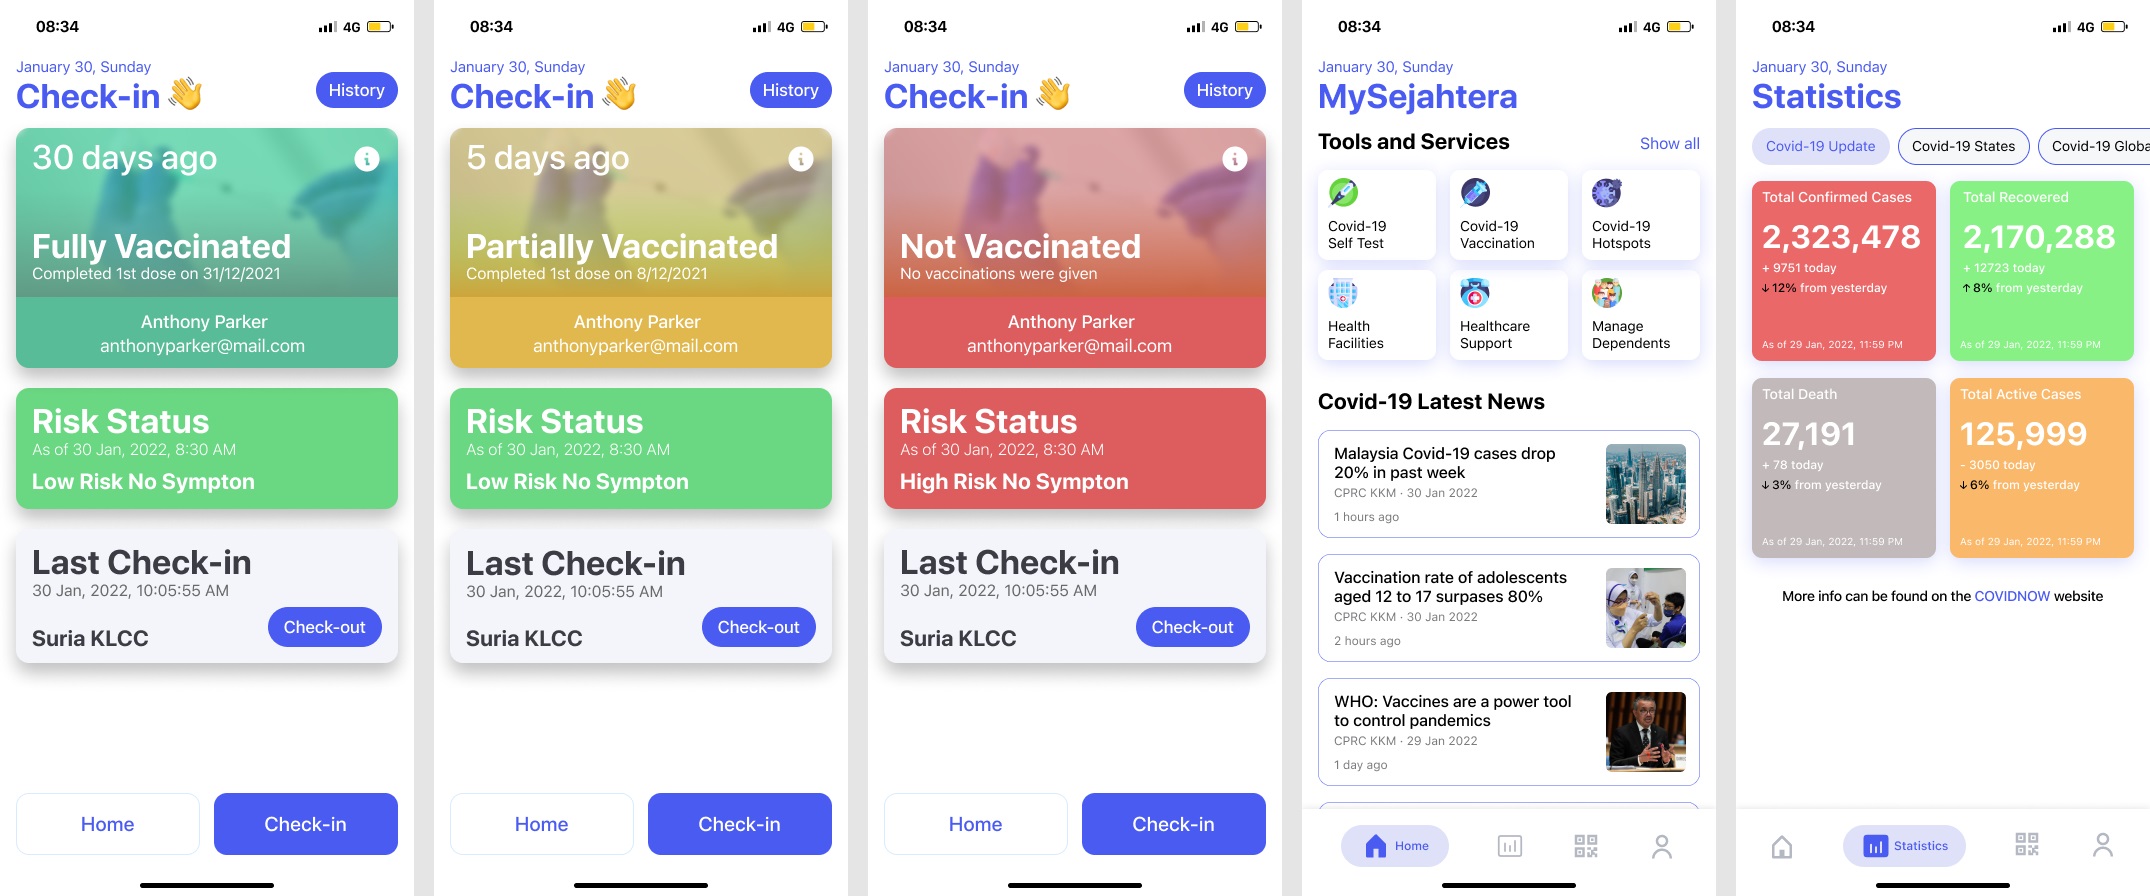 08:34
4G
January 30, Sunday
Check-in
History
30 days ago
Fully Vaccinated
Completed 1st dose on 31/12/2021
Anthony Parker
anthonyparker@mail.com
Risk Status
As of 30 Jan, 2022, 8:30 AM
Low Risk No Sympton
Last Check-in
30 Jan, 2022, 10:05:55 AM
Suria KLCC
Check-out
Home
Check-in
08:34
4G
January 30, Sunday
Check-in
History
5 days ago
Partially Vaccinated
Completed 1st dose on 8/12/2021
Anthony Parker
anthonyparker@mail.com
Risk Status
As of 30 Jan, 2022, 8:30 AM
Low Risk No Sympton
Last Check-in
30 Jan, 2022, 10:05:55 AM
Suria KLCC
Check-out
Home
Check-in
08:34
4G
January 30, Sunday
Check-in
History
Not Vaccinated
No vaccinations were given
Anthony Parker
anthonyparker@mail.com
Risk Status
As of 30 Jan, 2022, 8:30 AM
High Risk No Sympton
Last Check-in
30 Jan, 2022, 10:05:55 AM
Suria KLCC
Check-out
Home
Check-in
08:34
4G
January 30, Sunday
MySejahtera
Tools and Services
Show all
Covid-19
Self Test
Covid-19
Vaccination
Covid-19
Hotspots
Health
Facilities
Healthcare
Support
Manage
Dependents
Covid-19 Latest News
Malaysia Covid-19 cases drop
20% in past week
CPRC KKM · 30 Jan 2022
1 hours ago
Vaccination rate of adolescents
aged 12 to 17 surpases 80%
CPRC KKM · 30 Jan 2022
2 hours ago
WHO: Vaccines are a power tool
to control pandemics
CPRC KKM · 29 Jan 2022
1 day ago
Home
08:34
4G
January 30, Sunday
Statistics
Covid-19 Update
Covid-19 States
Covid-19 Globa
Total Confirmed Cases
2,323,478
+ 9751 today
↓12% from yesterday
As of 29 Jan, 2022, 11:59 PM
Total Recovered
2,170,288
+ 12723 today
↑8% from yesterday
As of 29 Jan, 2022, 11:59 PM
Total Death
27,191
+ 78 today
↓3% from yesterday
As of 29 Jan, 2022, 11:59 PM
Total Active Cases
125,999
- 3050 today
↓6% from yesterday
As of 29 Jan, 2022, 11:59 PM
More info can be found on the COVIDNOW website
Statistics